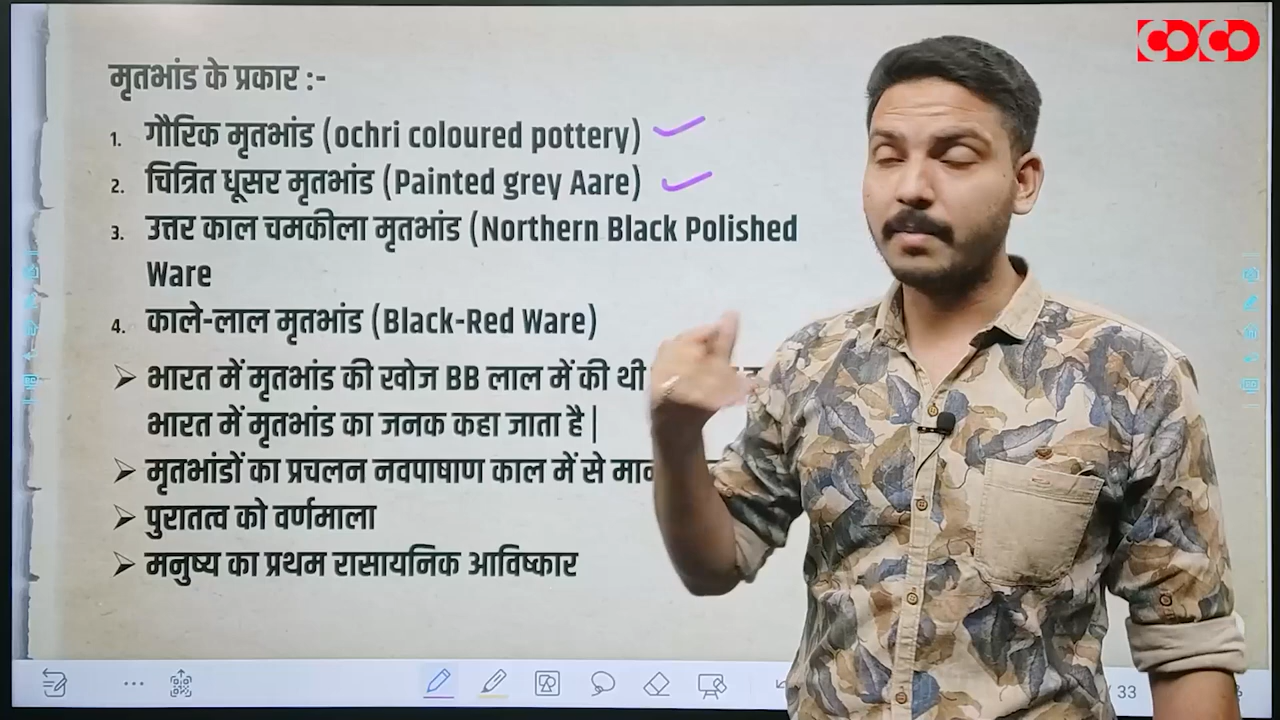 COCO
मृतभांड के प्रकार :-
1. गौरिक मृतभांड (ochri coloured pottery)
2. चित्रित धूसर मृतभांड (Painted grey Aare)
3. उत्तर काल चमकीला मृतभांड (Northern Black Polished
Ware
4. काले-लाल मृतभांड (Black-Red Ware)
➤ भारत में मृतभांड की खोज BB लाल में की थी
भारत में मृतभांड का जनक कहा जाता है |
➤ मृतभांडों का प्रचलन नवपाषाण काल में से
➤ पुरातत्व को वर्णमाला
➤ मनुष्य का प्रथम रासायनिक आविष्कार
/ 33